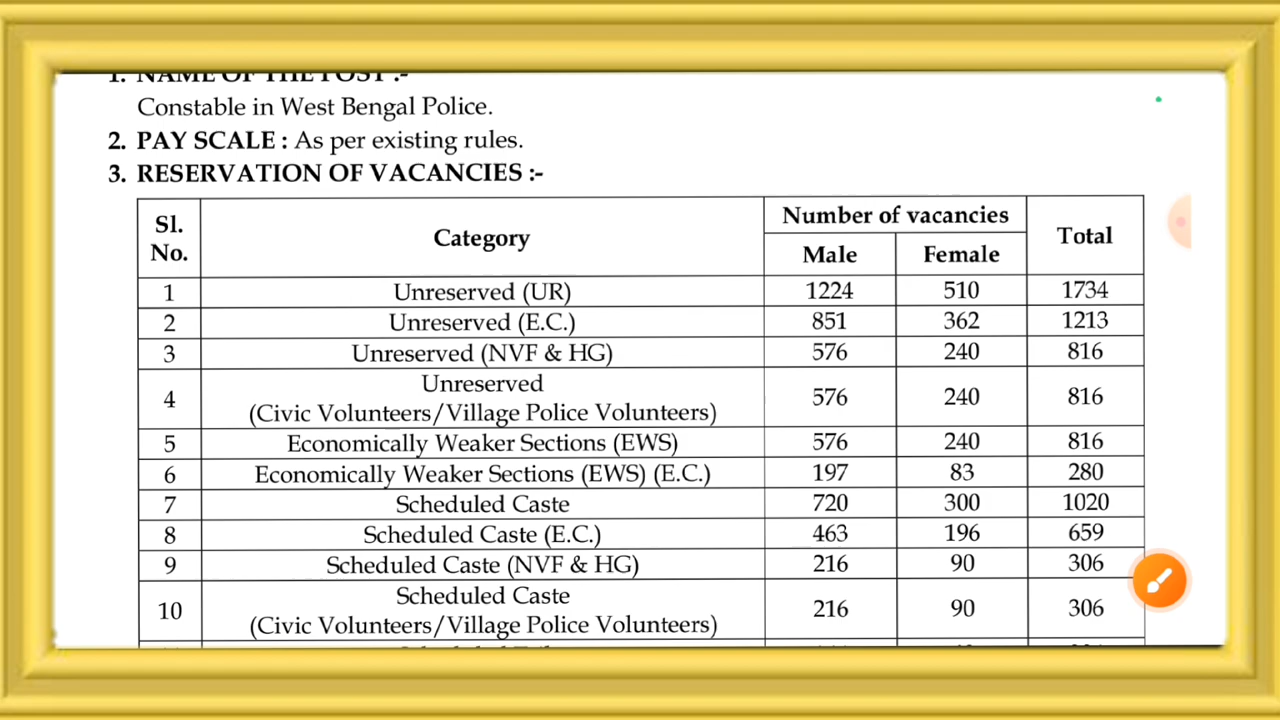 1. NAME OF THE POST :-
Constable in West Bengal Police.
2. PAY SCALE : As per existing rules.
3. RESERVATION OF VACANCIES :-
Sl. No. Category Number of vacancies Total
Male Female
1 Unreserved (UR) 1224 510 1734
2 Unreserved (E.C.) 851 362 1213
3 Unreserved (NVF & HG) 576 240 816
4 Unreserved
(Civic Volunteers/Village Police Volunteers) 576 240 816
5 Economically Weaker Sections (EWS) 576 240 816
6 Economically Weaker Sections (EWS) (E.C.) 197 83 280
7 Scheduled Caste 720 300 1020
8 Scheduled Caste (E.C.) 463 196 659
9 Scheduled Caste (NVF & HG) 216 90 306
10 Scheduled Caste
(Civic Volunteers/Village Police Volunteers) 216 90 306